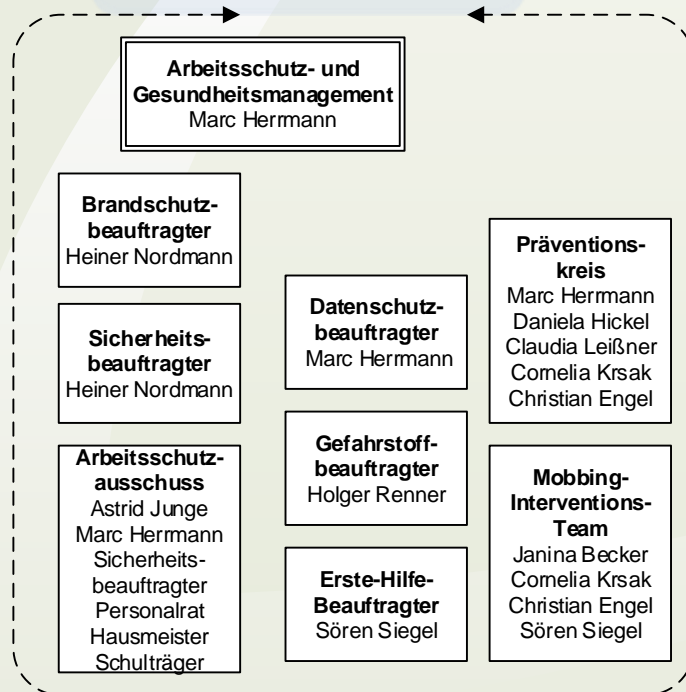 Arbeitsschutz- und
Gesundheitsmanagement
Marc Herrmann
Brandschutz-
beauftragter
Heiner Nordmann
Sicherheits-
beauftragter
Heiner Nordmann
Arbeitsschutz-
ausschuss
Astrid Junge
Marc Herrmann
Sicherheits-
beauftragter
Personalrat
Hausmeister
Schulträger
Datenschutz-
beauftragter
Marc Herrmann
Gefahrstoff-
beauftragter
Holger Renner
Erste-Hilfe-
Beauftragter
Sören Siegel
Präventions-
kreis
Marc Herrmann
Daniela Hickel
Claudia Leißner
Cornelia Krsak
Christian Engel
Mobbing-
Interventions-
Team
Janina Becker
Cornelia Krsak
Christian Engel
Sören Siegel